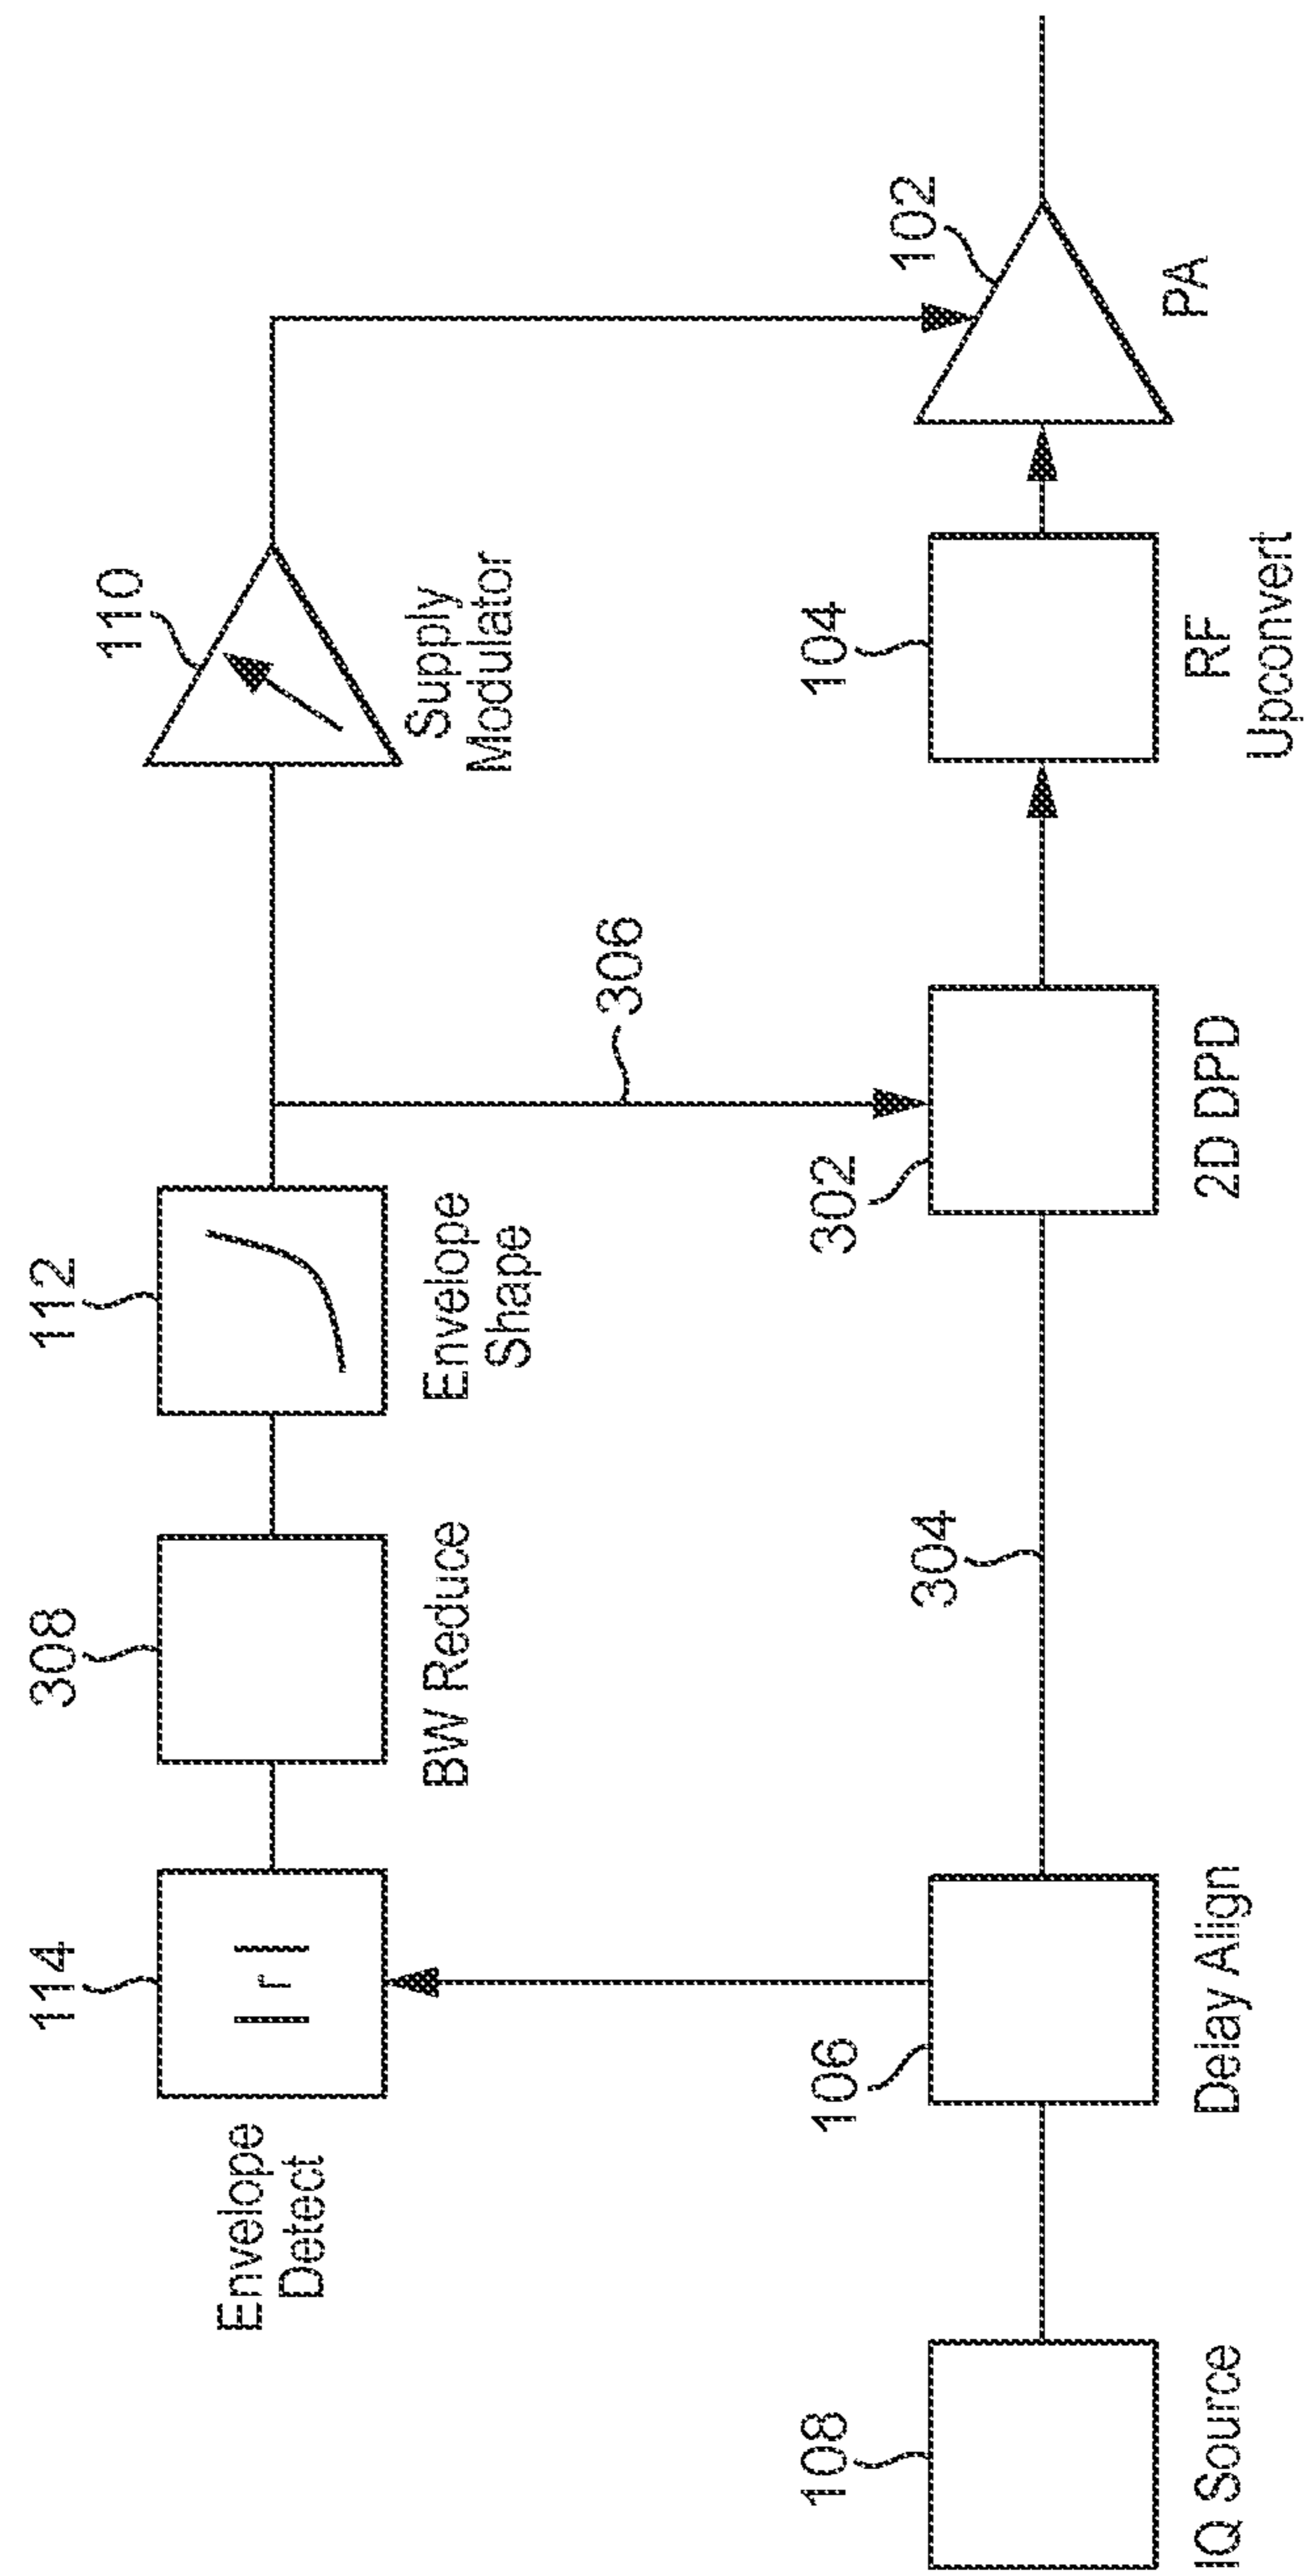 114
308
112
110
|r|
Envelope
Detect
BW Reduce
Envelope
Shape
Supply
Modulator
306
102
108
106
304
302
104
IQ Source
Delay Align
2D DPD
RF
Upconvert
PA